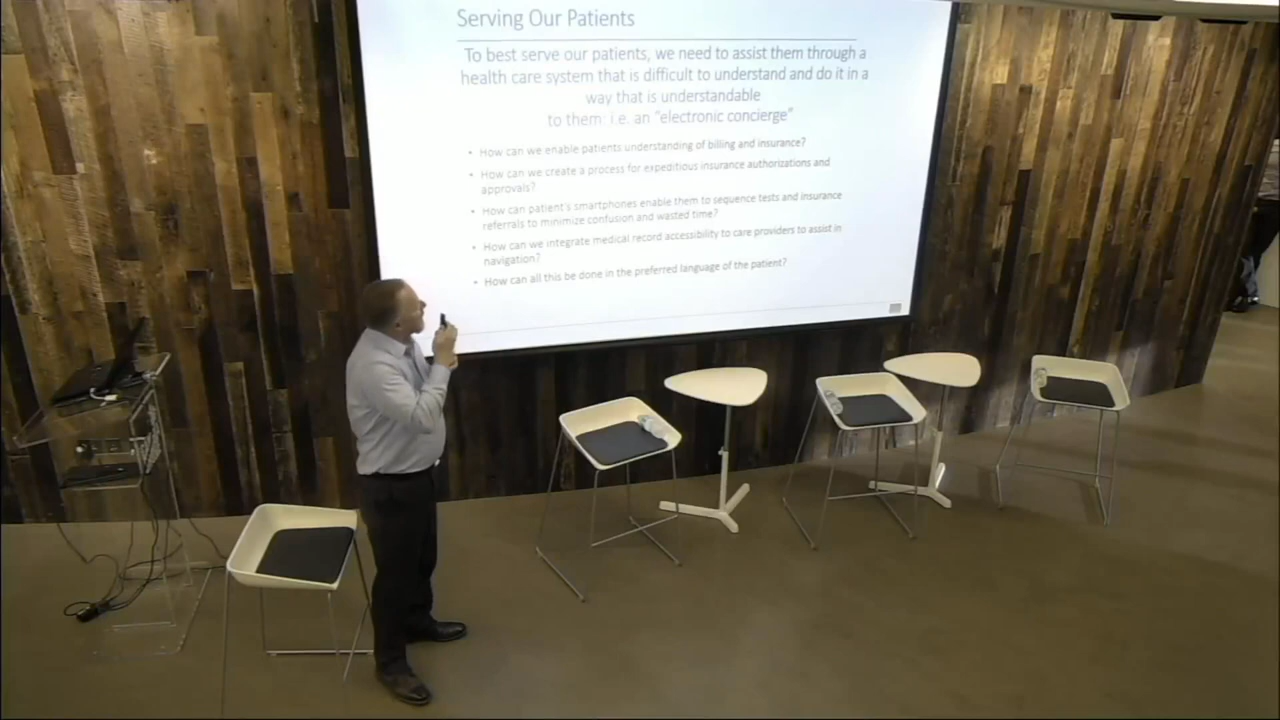 Serving Our Patients
To best serve our patients, we need to assist them through a
health care system that is difficult to understand and do it in a
way that is understandable
to them: i.e. an "electronic concierge"
• How can we enable patients understanding of billing and insurance?
• How can we create a process for expeditious insurance authorizations and
approvals?
• How can patient's smartphones enable them to sequence tests and insurance
referrals to minimize confusion and wasted time?
• How can we integrate medical record accessibility to care providers to assist in
navigation?
• How can all this be done in the preferred language of the patient?